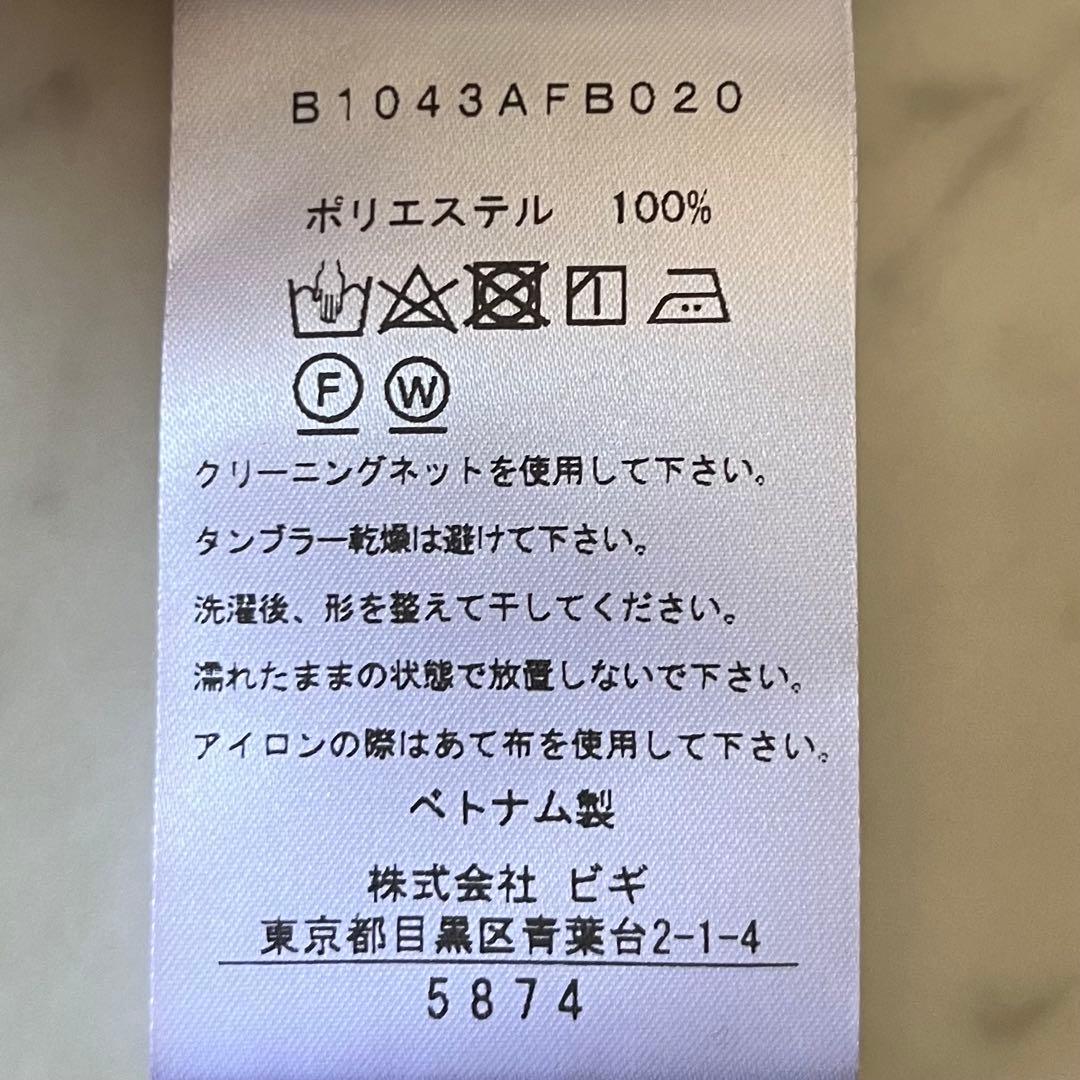 B1043AFB020
ポリエステル 100%
F W
クリーニングネットを使用して下さい。
タンブラー乾燥は避けて下さい。
洗濯後、形を整えて干してください。
濡れたままの状態で放置しないで下さい。
アイロンの際はあて布を使用して下さい。
ベトナム製
株式会社 ビギ
東京都目黒区青葉台2-1-4
5874